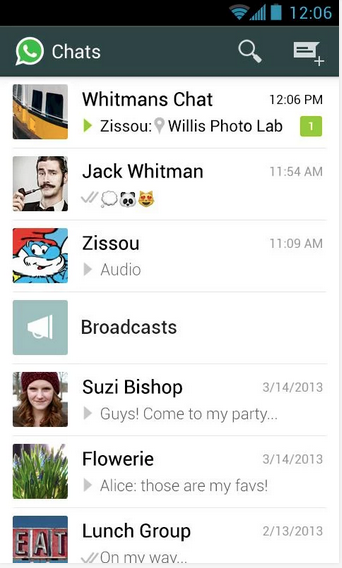 12:06
Chats
Whitmans Chat 12:06 PM
Zissou: Willis Photo Lab 1
Jack Whitman 11:54 AM
💭🐼😻
Zissou 11:09 AM
Audio
Broadcasts
Suzi Bishop 3/14/2013
Guys! Come to my party...
Flowerie 3/14/2013
Alice: those are my favs!
Lunch Group 2/13/2013
EAT
On my way...